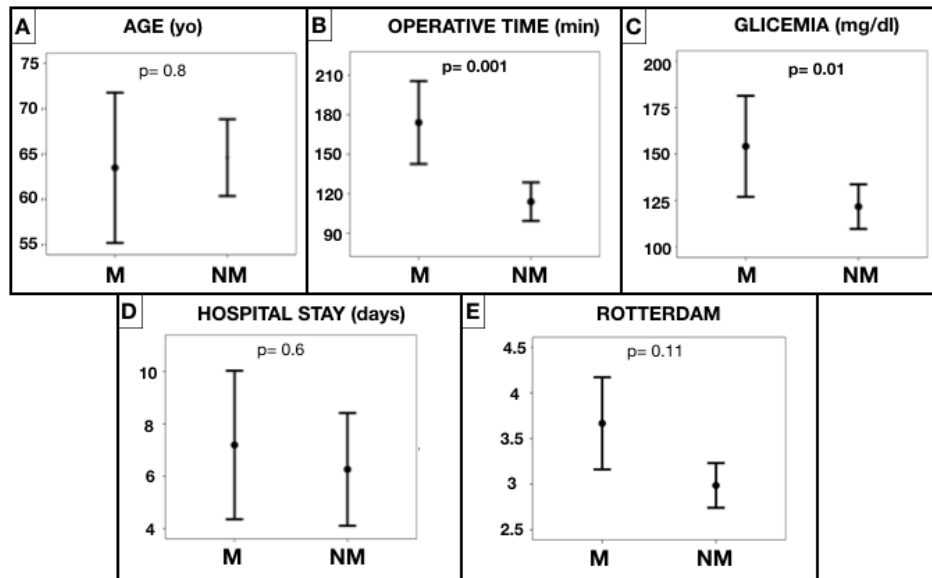 A
AGE (yo)
p= 0.8
75
70
65
60
55
M
NM
B
OPERATIVE TIME (min)
p= 0.001
210
180
150
120
90
M
NM
C
GLICEMIA (mg/dl)
p= 0.01
200
175
150
125
100
M
NM
D
HOSPITAL STAY (days)
p= 0.6
10
8
6
4
M
NM
E
ROTTERDAM
p= 0.11
4.5
4
3.5
3
2.5
M
NM